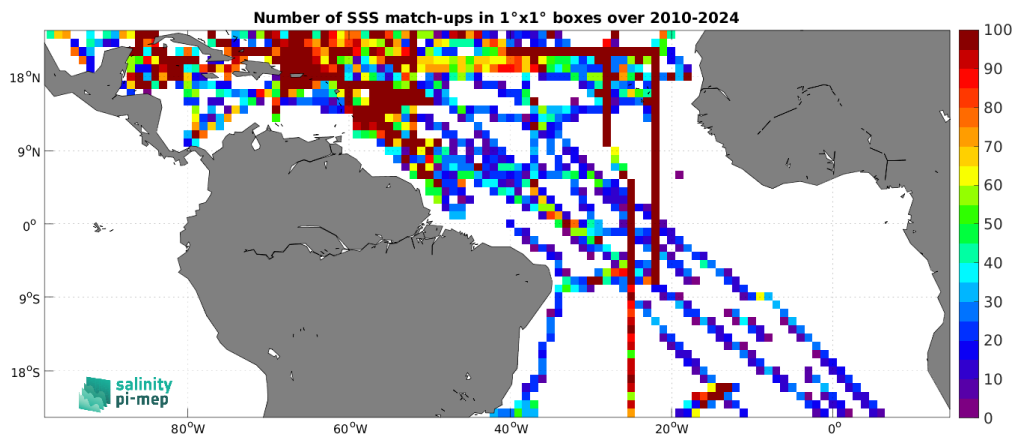 Number of SSS match-ups in 1°x1° boxes over 2010-2024
18°N
9°N
0°
9°S
18°S
80°W
60°W
40°W
20°W
0°
100
90
80
70
60
50
40
30
20
10
0
salinity
pi-mep